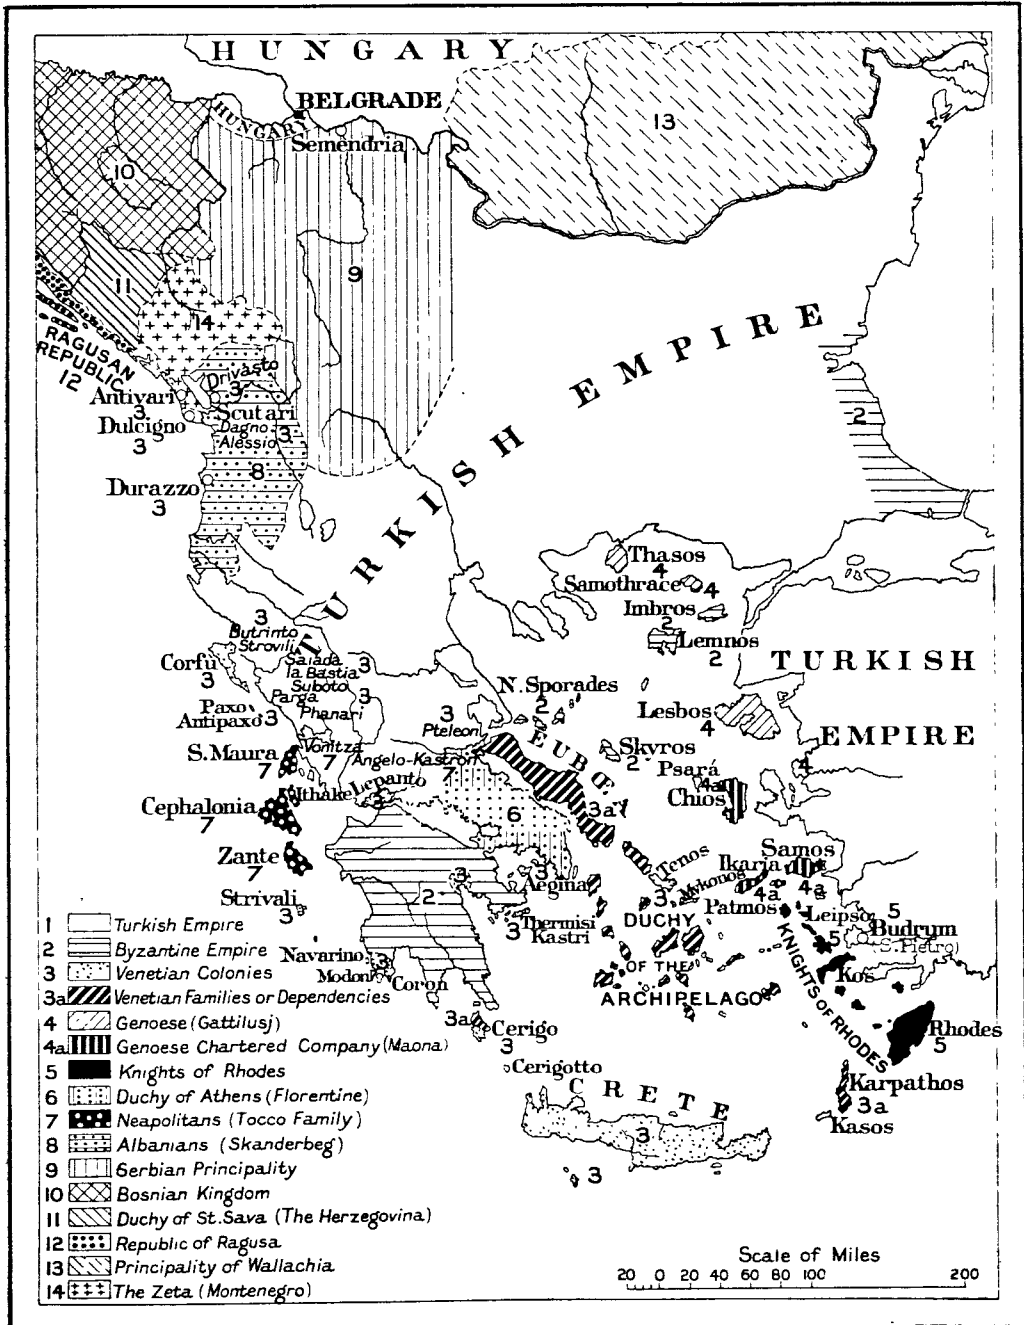 HUNGARY
BELGRADE
HUNGARY
Semendria
13
10
9
11
14
RAGUSAN
REPUBLIC
12
TURKISH EMPIRE
Drivasto
3
Antivari
3
Scutari
Dulcigno
3
Dagno
Alessio
3
2
8
Durazzo
3
Thasos
4
Samothrace
4
Imbros
2
Lemnos
2
3
Butrinto
Strovili
Corfù
3
Saiada
la Bastia
3
Suboto
Parga
3
Phanari
TURKISH
EMPIRE
N. Sporades
2
Lesbos
4
Paxo
Antipaxo
3
3
Pteleon
S. Maura
7
Vonitza
7
Angelo-Kastron
7
EUBŒA
3a
Skyros
2
Psará
4a
Chios
4
Ithake
Lepanto
3
Cephalonia
7
6
Zante
7
Tenos
Mykonos
3
Ikaria
4a
Samos
4a
3
Aegina
3
2
Strivali
3
Thermisi
Kastri
3
Patmos
Leipso
5
5
Budrum
(S. Pietro)
DUCHY
OF THE
ARCHIPELAGO
Navarino
3
Modon
Coron
Kos
KNIGHTS OF RHODES
Rhodes
5
3a
Cerigo
3
Cerigotto
CRETE
3
3
Karpathos
3a
Kasos
1 Turkish Empire
2 Byzantine Empire
3 Venetian Colonies
3a Venetian Families or Dependencies
4 Genoese (Gattilusj)
4a Genoese Chartered Company (Maona)
5 Knights of Rhodes
6 Duchy of Athens (Florentine)
7 Neapolitans (Tocco Family)
8 Albanians (Skanderbeg)
9 Serbian Principality
10 Bosnian Kingdom
11 Duchy of St. Sava (The Herzegovina)
12 Republic of Ragusa
13 Principality of Wallachia
14 The Zeta (Montenegro)
Scale of Miles
20 0 20 40 60 80 100 200